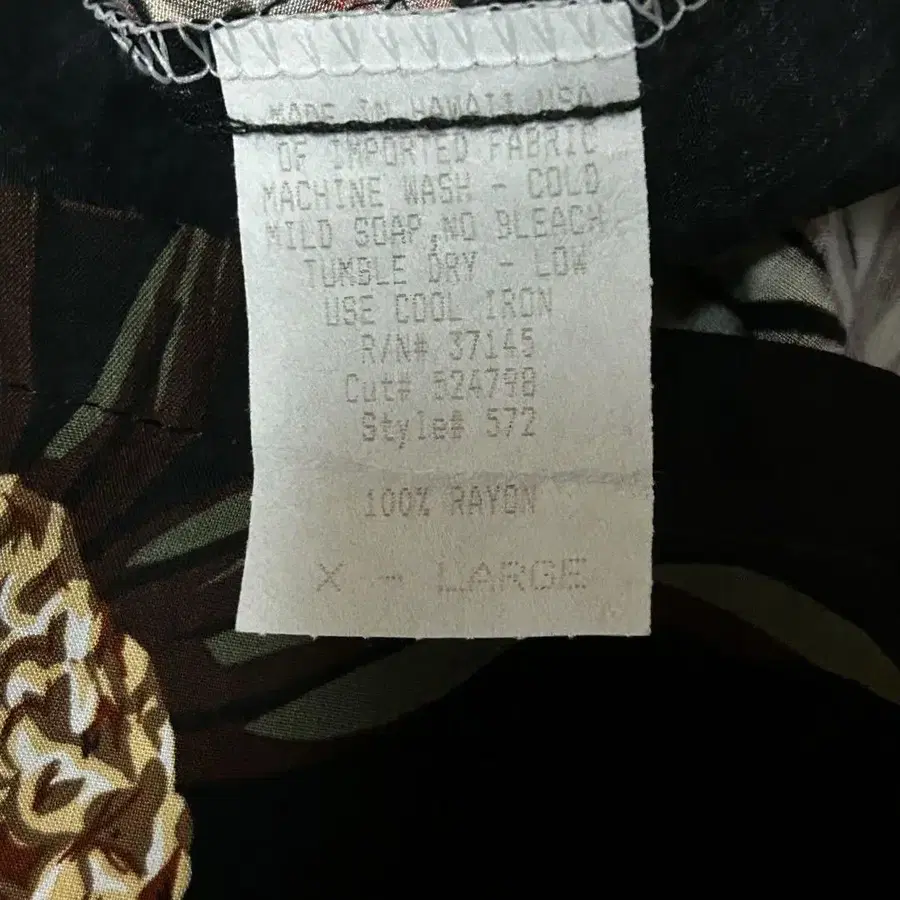 MADE IN HAWAII USA
OF IMPORTED FABRIC
MACHINE WASH - COLD
MILD SOAP,NO BLEACH
TUMBLE DRY - LOW
USE COOL IRON
R/N# 37145
Cut# 524798
Style# 572
100% RAYON
X - LARGE